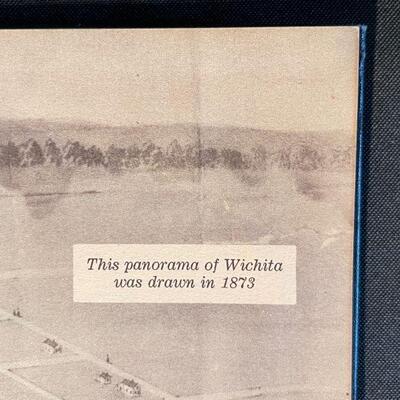 This panorama of Wichita
was drawn in 1873